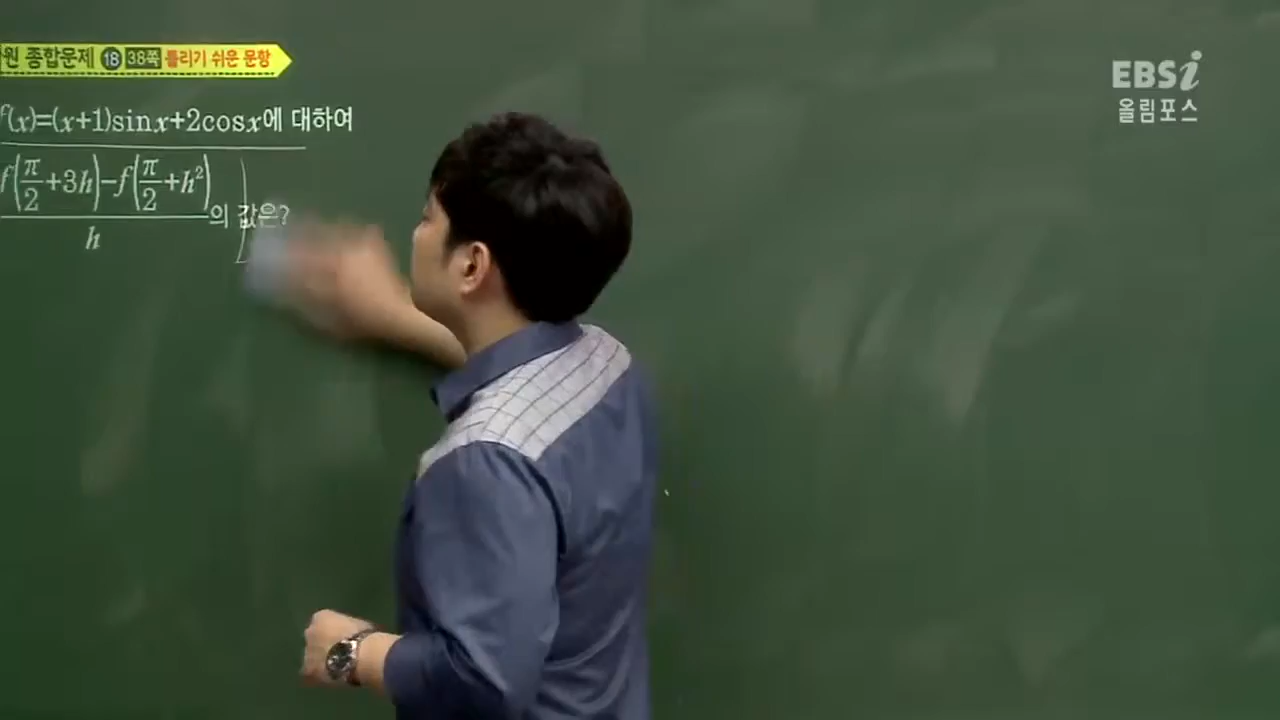 원 종합문제 18 38쪽 틀리기 쉬운 문항
EBSi
올림포스
f(x)=(x+1)sinx+2cosx에 대하여
f(π/2+3h)-f(π/2+h²)
h
의 값은?